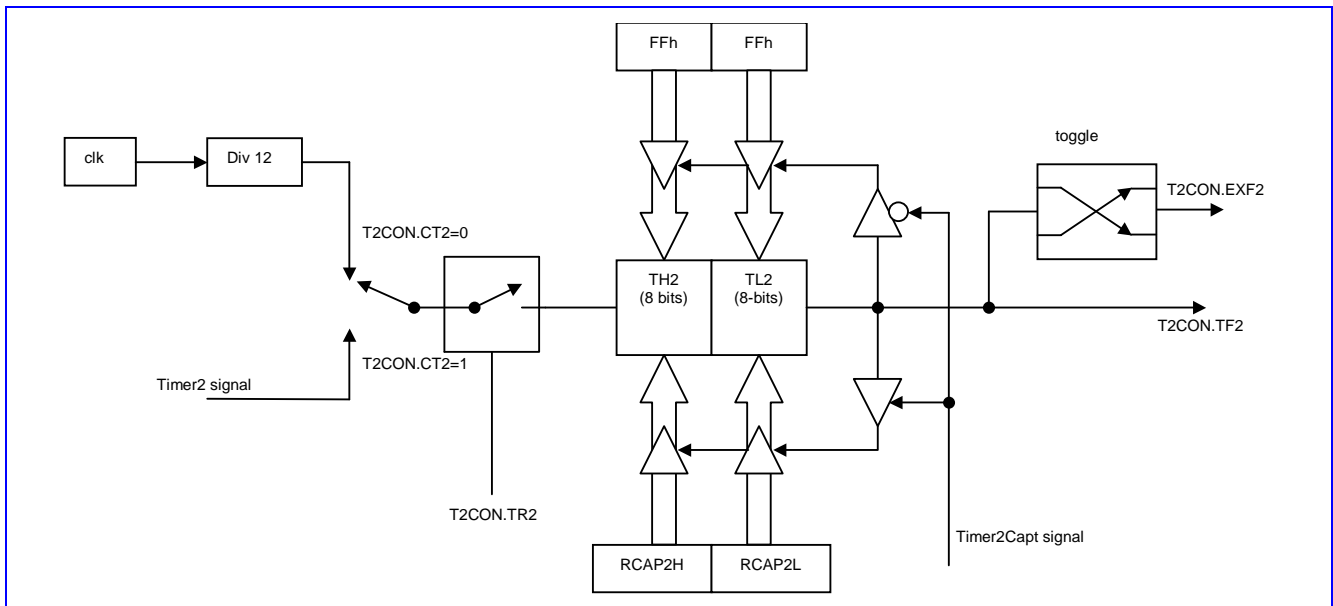 FFh
FFh
toggle
clk
Div 12
T2CON.EXF2
T2CON.CT2=0
TH2
(8 bits)
TL2
(8-bits)
T2CON.TF2
T2CON.CT2=1
Timer2 signal
T2CON.TR2
Timer2Capt signal
RCAP2H
RCAP2L